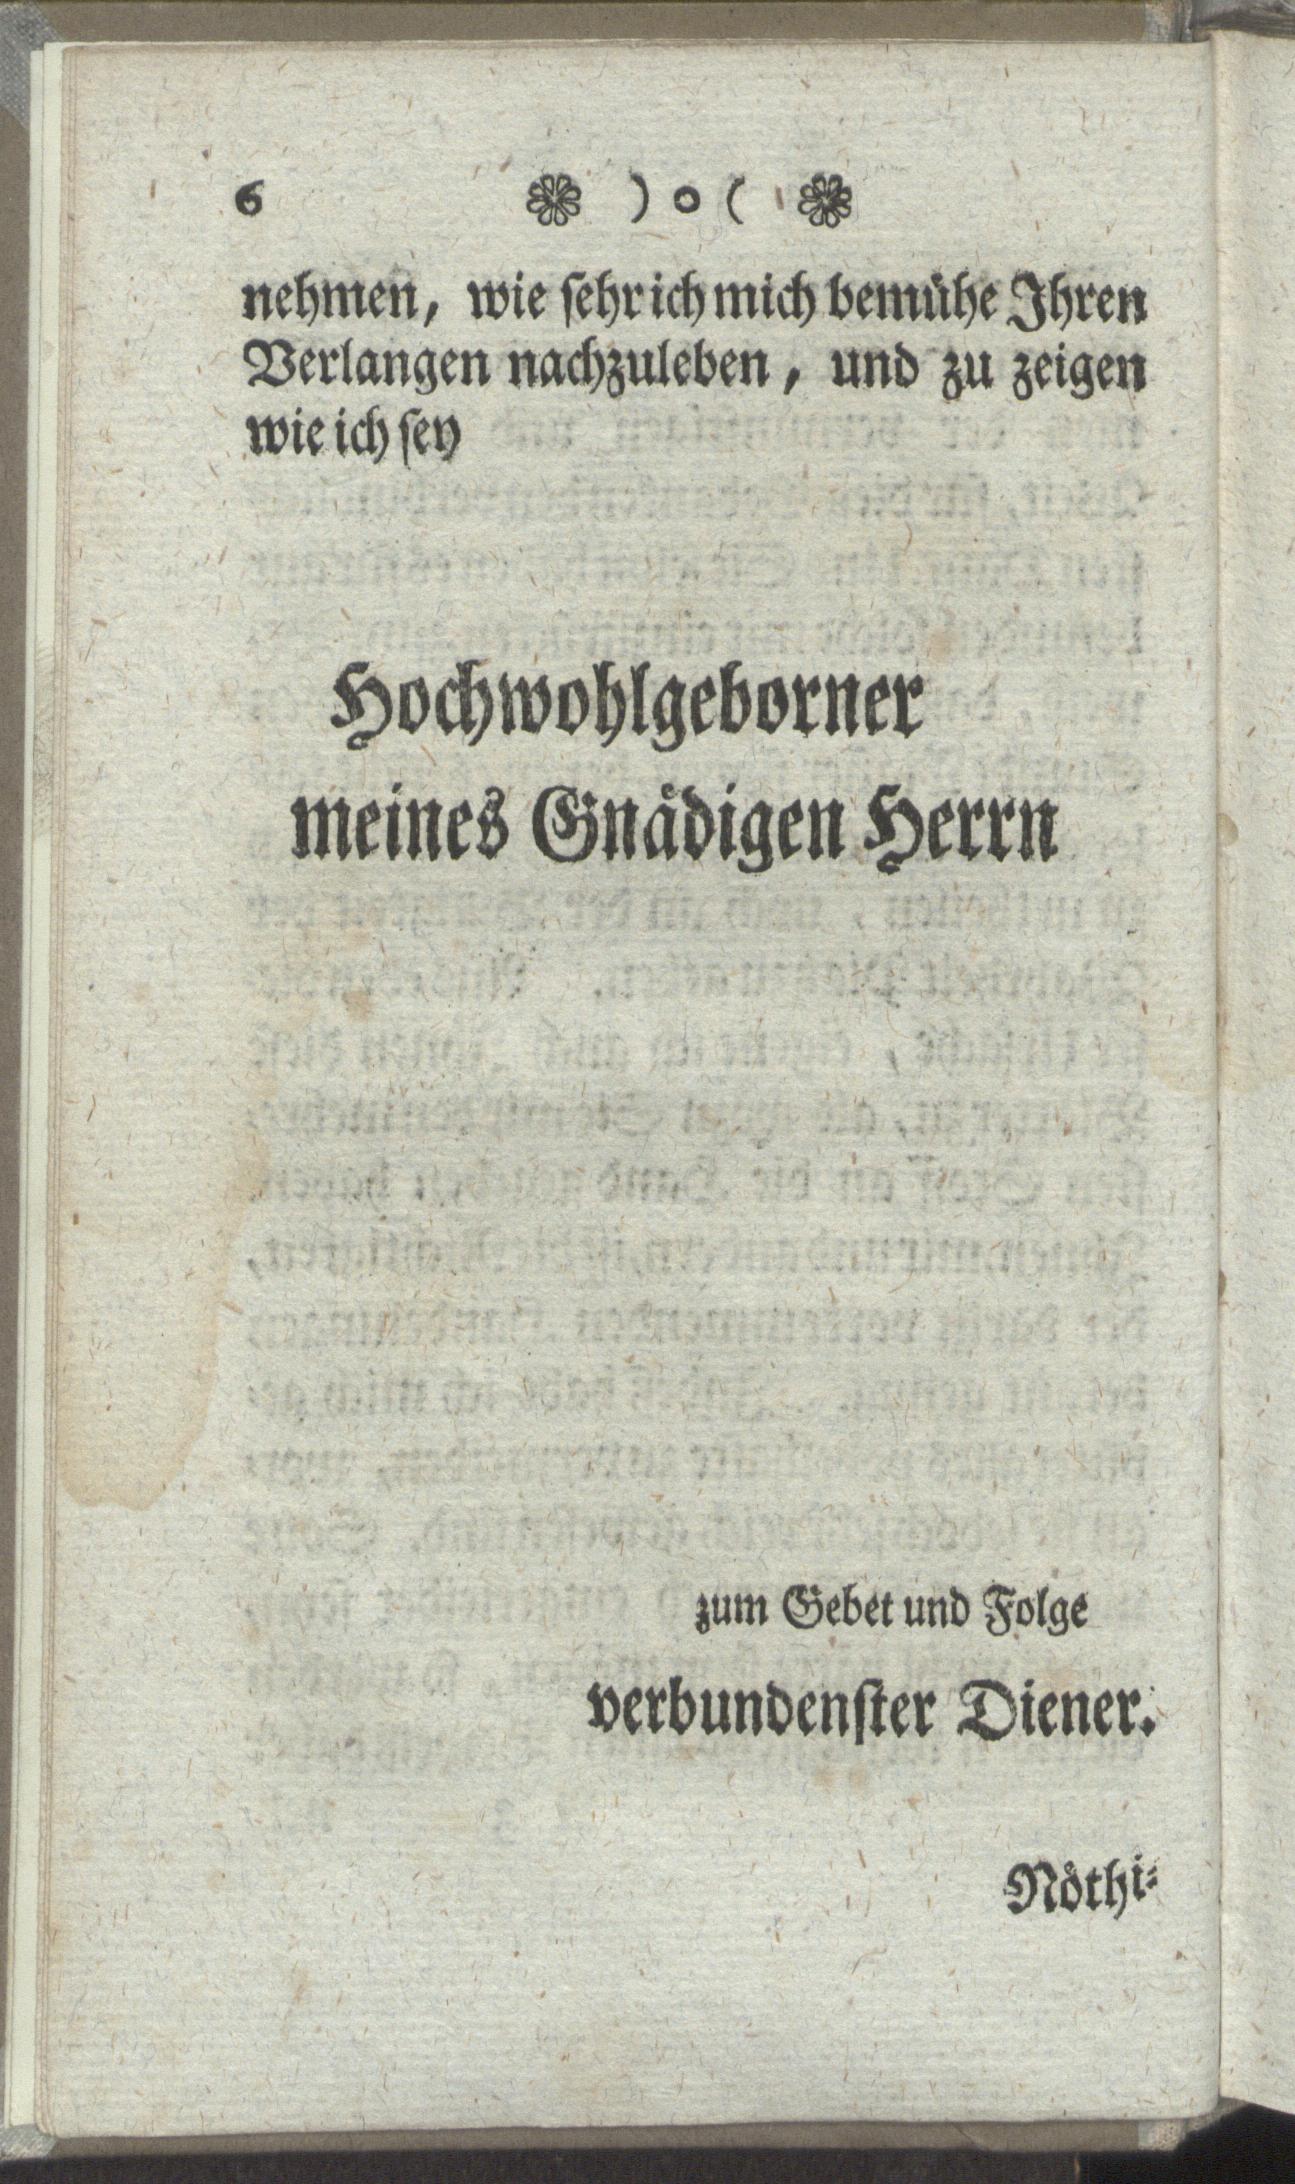 6 ) o (
nehmen, wie ſehr ich mich bemühe Ihren
Verlangen nachzuleben, und zu zeigen
wie ich ſey
Hochwohlgeborner
meines Gnädigen Herrn
zum Gebet und Folge
verbundenſter Diener.
Nöthi⸗